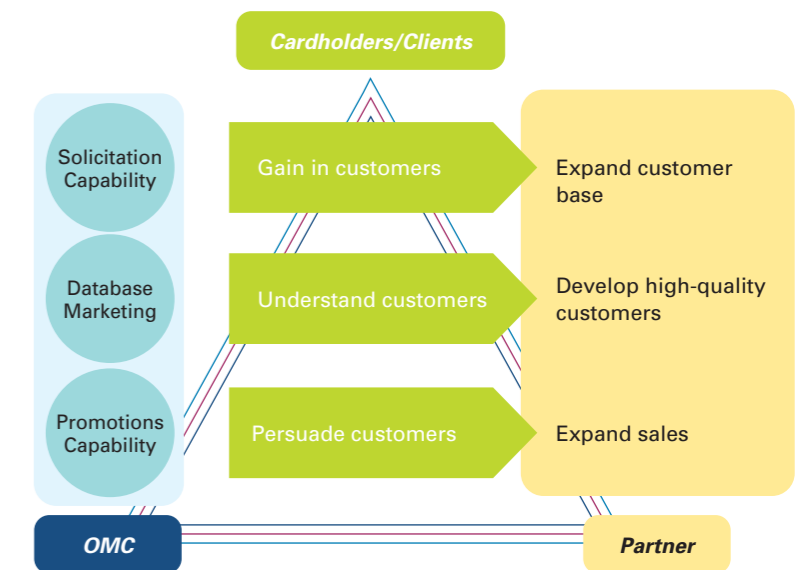 Cardholders/Clients
Solicitation
Capability
Gain in customers
Expand customer
base
Database
Marketing
Understand customers
Develop high-quality
customers
Promotions
Capability
Persuade customers
Expand sales
OMC
Partner